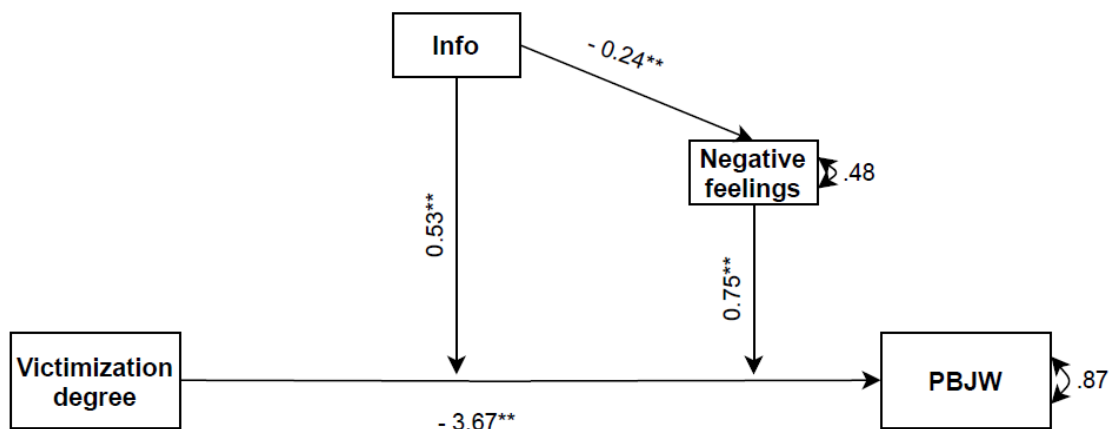 Info
- 0.24**
Negative
feelings
.48
0.53**
0.75**
Victimization
degree
PBJW
.87
- 3.67**